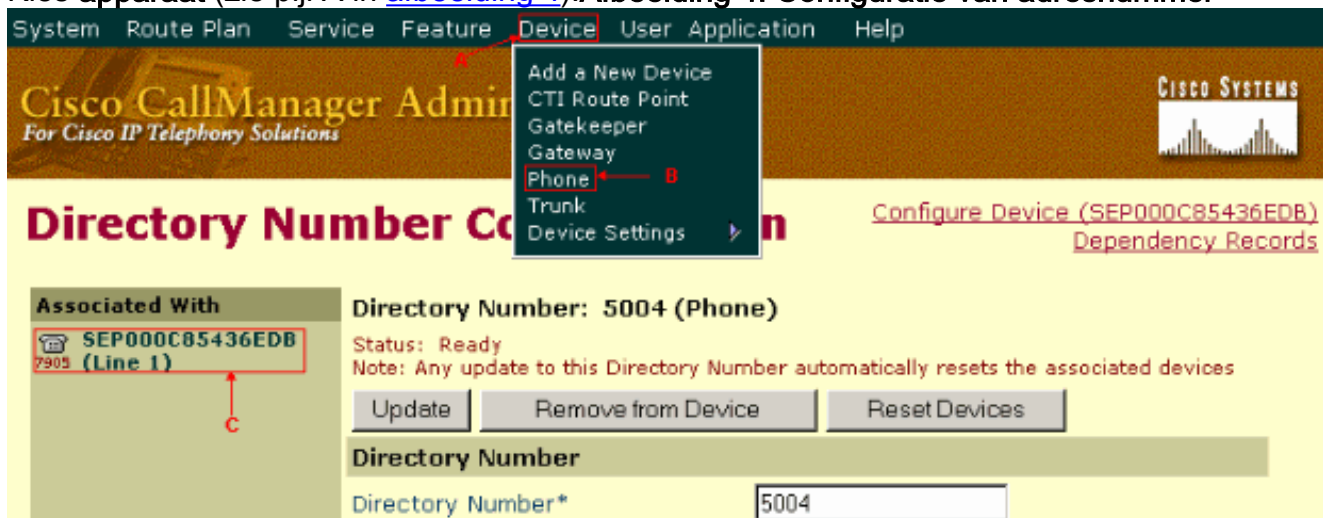 System Route Plan Service Feature Device User Application Help
A
Add a New Device
CTI Route Point
Gatekeeper
Gateway
Phone
B
Trunk
Device Settings
Cisco CallManager Admin
For Cisco IP Telephony Solutions
CISCO SYSTEMS
Directory Number Co n
Configure Device (SEP000C85436EDB)
Dependency Records
Associated With
SEP000C85436EDB
7905 (Line 1)
C
Directory Number: 5004 (Phone)
Status: Ready
Note: Any update to this Directory Number automatically resets the associated devices
Update Remove from Device Reset Devices
Directory Number
Directory Number* 5004